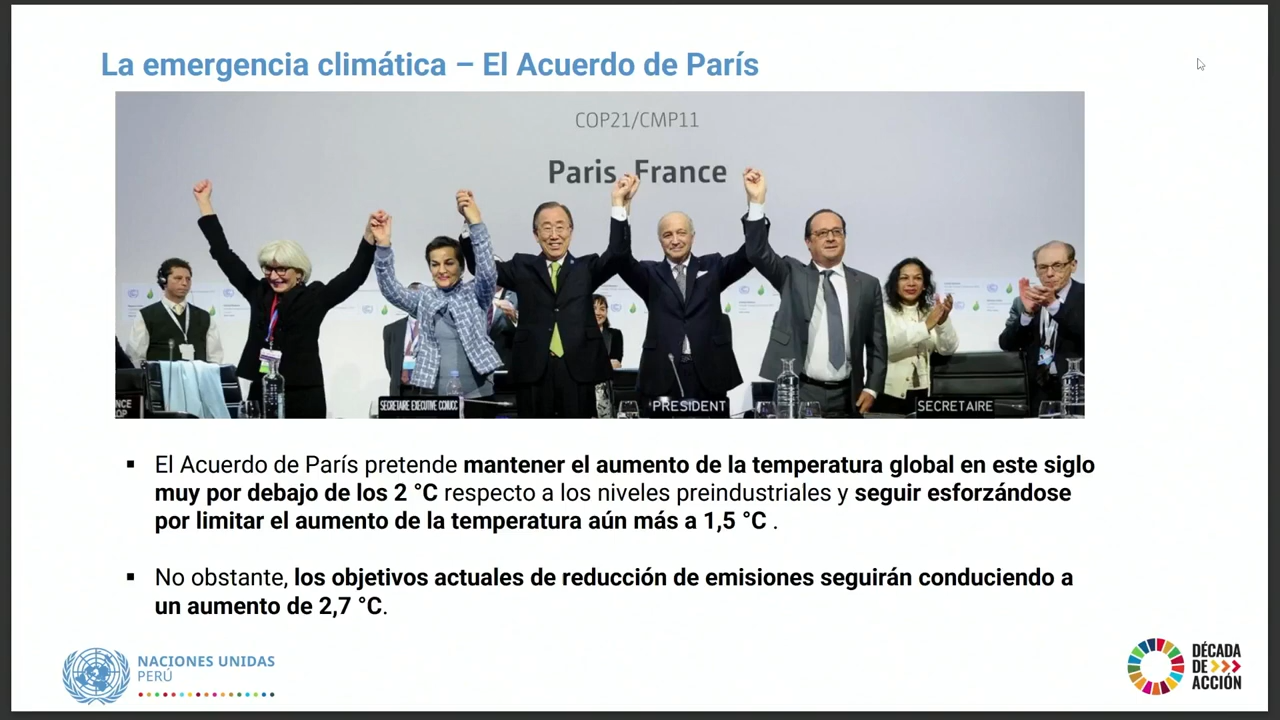 La emergencia climática – El Acuerdo de París
COP21/CMP11
Paris, France
NCE
OP
SECRETAIRE EXECUTIVE CCNUCC
PRESIDENT
SECRETAIRE
▪ El Acuerdo de París pretende mantener el aumento de la temperatura global en este siglo
muy por debajo de los 2 °C respecto a los niveles preindustriales y seguir esforzándose
por limitar el aumento de la temperatura aún más a 1,5 °C .
▪ No obstante, los objetivos actuales de reducción de emisiones seguirán conduciendo a
un aumento de 2,7 °C.
NACIONES UNIDAS
PERÚ
DÉCADA
DE
ACCIÓN